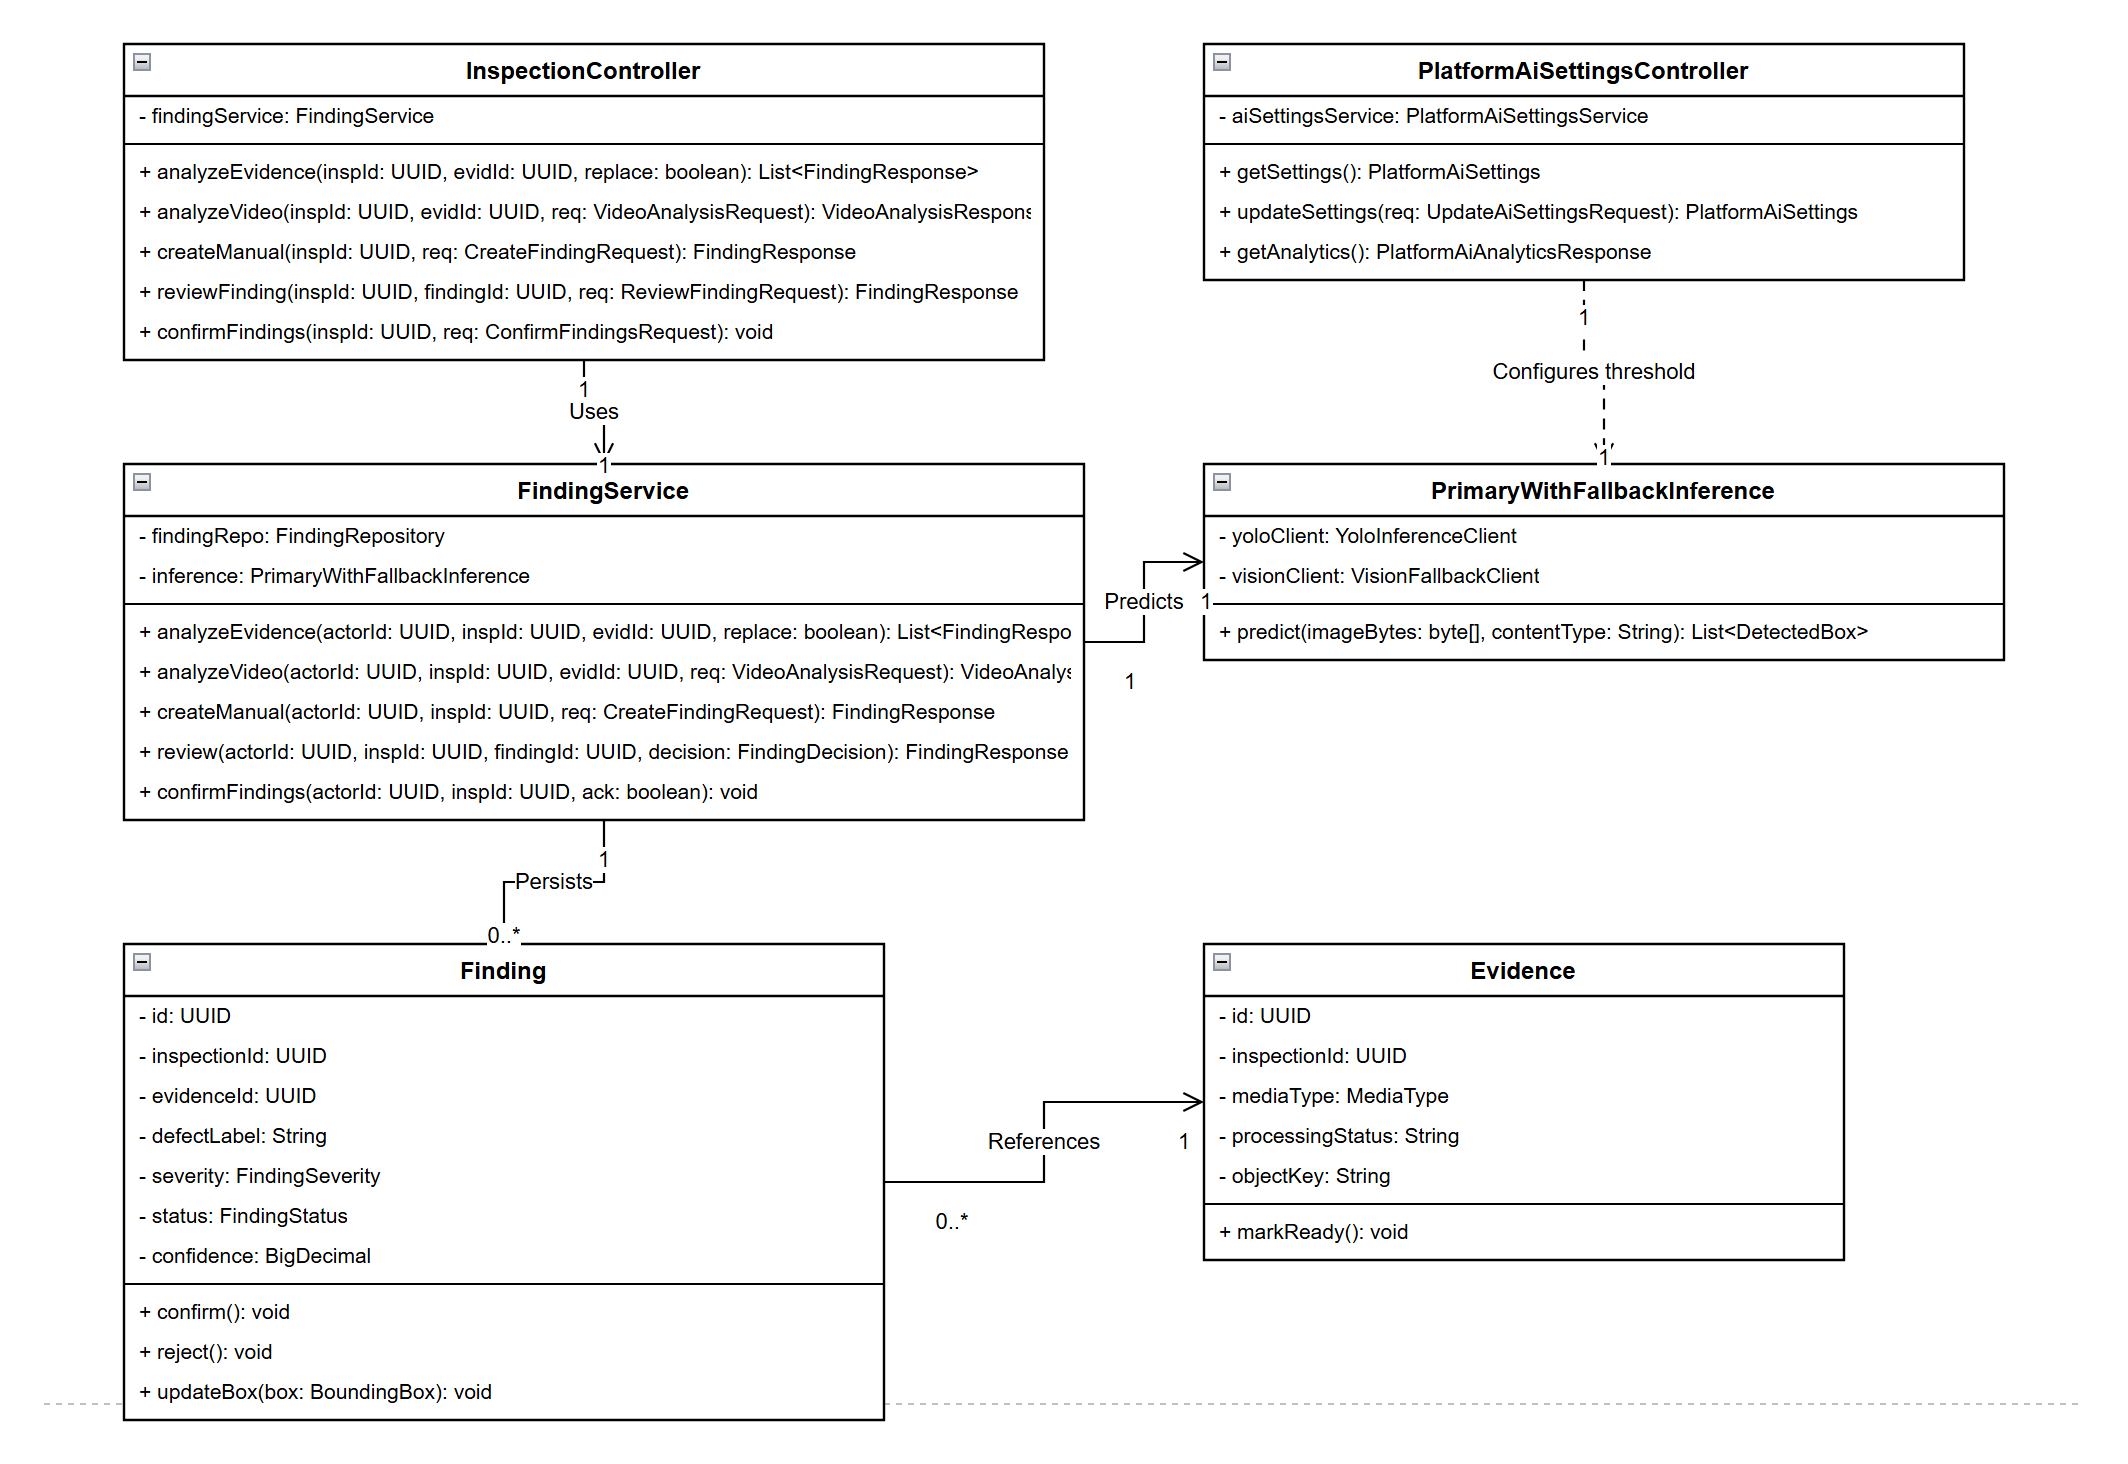 InspectionController
- findingService: FindingService
+ analyzeEvidence(inspId: UUID, evidId: UUID, replace: boolean): List<FindingResponse>
+ analyzeVideo(inspId: UUID, evidId: UUID, req: VideoAnalysisRequest): VideoAnalysisRespons
+ createManual(inspId: UUID, req: CreateFindingRequest): FindingResponse
+ reviewFinding(inspId: UUID, findingId: UUID, req: ReviewFindingRequest): FindingResponse
+ confirmFindings(inspId: UUID, req: ConfirmFindingsRequest): void
PlatformAiSettingsController
- aiSettingsService: PlatformAiSettingsService
+ getSettings(): PlatformAiSettings
+ updateSettings(req: UpdateAiSettingsRequest): PlatformAiSettings
+ getAnalytics(): PlatformAiAnalyticsResponse
1
Uses
1
1
Configures threshold
1
FindingService
- findingRepo: FindingRepository
- inference: PrimaryWithFallbackInference
+ analyzeEvidence(actorId: UUID, inspId: UUID, evidId: UUID, replace: boolean): List<FindingRespo
+ analyzeVideo(actorId: UUID, inspId: UUID, evidId: UUID, req: VideoAnalysisRequest): VideoAnalys
+ createManual(actorId: UUID, inspId: UUID, req: CreateFindingRequest): FindingResponse
+ review(actorId: UUID, inspId: UUID, findingId: UUID, decision: FindingDecision): FindingResponse
+ confirmFindings(actorId: UUID, inspId: UUID, ack: boolean): void
Predicts
1
1
PrimaryWithFallbackInference
- yoloClient: YoloInferenceClient
- visionClient: VisionFallbackClient
+ predict(imageBytes: byte[], contentType: String): List<DetectedBox>
1
Persists
0..*
Finding
- id: UUID
- inspectionId: UUID
- evidenceId: UUID
- defectLabel: String
- severity: FindingSeverity
- status: FindingStatus
- confidence: BigDecimal
+ confirm(): void
+ reject(): void
+ updateBox(box: BoundingBox): void
References
1
0..*
Evidence
- id: UUID
- inspectionId: UUID
- mediaType: MediaType
- processingStatus: String
- objectKey: String
+ markReady(): void